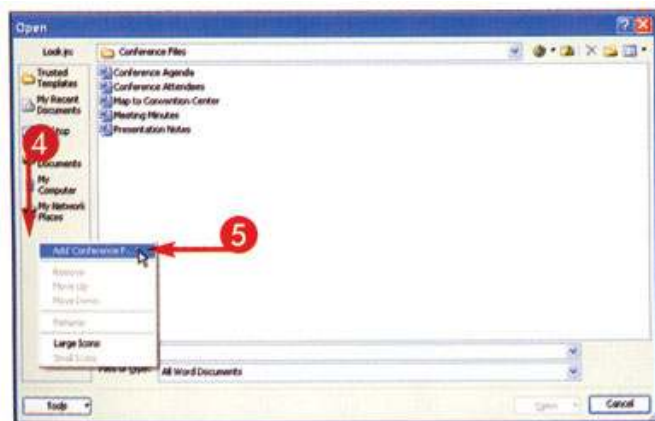 Open
Look in:
Conference Files
Trusted
Templates
My Recent
Documents
Conference Agenda
Conference Attendees
Map to Convention Center
Meeting Minutes
Presentation Notes
4
Documents
My
Computer
My Network
Places
5
Add Conference F...
Remove
Move Up
Move Down
Rename
Large Icons
Small Icons
All Word Documents
Tools
Open
Cancel